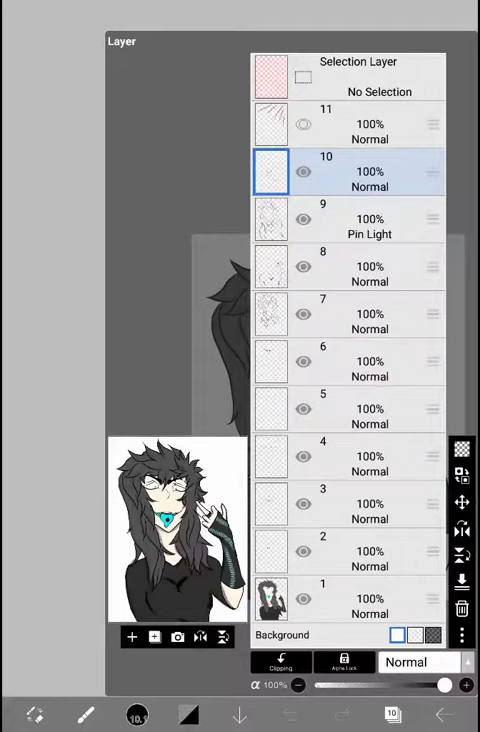 Layer
Selection Layer
No Selection
11
100%
Normal
10
100%
Normal
9
100%
Pin Light
8
100%
Normal
7
100%
Normal
6
100%
Normal
5
100%
Normal
4
100%
Normal
3
100%
Normal
2
100%
Normal
1
100%
Normal
Background
Clipping
Alpha Lock
Normal
α 100%
10.1
10